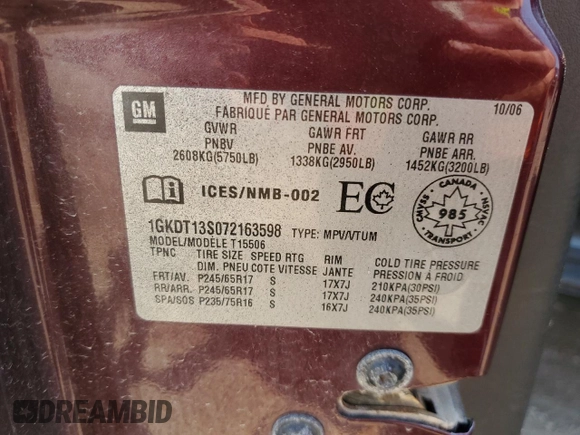 GM
MFD BY GENERAL MOTORS CORP.
FABRIQUÉ PAR GENERAL MOTORS CORP.
10/06
GVWR GAWR FRT GAWR RR
PNBV PNBE AV. PNBE ARR.
2608KG(5750LB) 1338KG(2950LB) 1452KG(3200LB)
ICES/NMB-002 EC
CANADA CMVSS 985 NSVAC TRANSPORT
1GKDT13S072163598 TYPE: MPV/VTUM
MODEL/MODÈLE T15506
TPNC TIRE SIZE SPEED RTG RIM COLD TIRE PRESSURE
DIM. PNEU COTE VITESSE JANTE PRESSION A FROID
FRT/AV. P245/65R17 S 17X7J 210KPA(30PSI)
RR/ARR. P245/65R17 S 17X7J 240KPA(35PSI)
SPA/SOS P235/75R16 S 16X7J 240KPA(35PSI)
DREAMBID